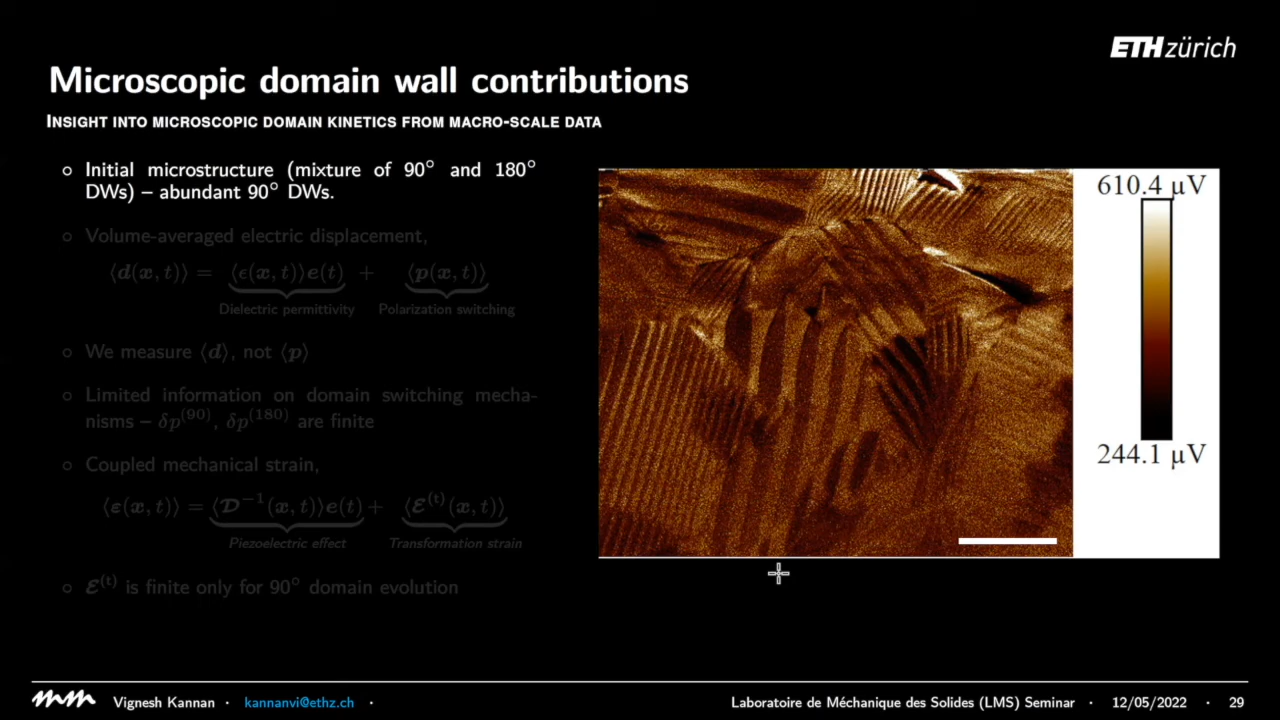 ETH zürich
Microscopic domain wall contributions
INSIGHT INTO MICROSCOPIC DOMAIN KINETICS FROM MACRO-SCALE DATA
○ Initial microstructure (mixture of 90° and 180°
DWs) – abundant 90° DWs.
○ Volume-averaged electric displacement,
⟨d(x, t)⟩ = ⟨ϵ(x, t)⟩e(t) + ⟨p(x, t)⟩
Dielectric permittivity Polarization switching
○ We measure ⟨d⟩, not ⟨p⟩
○ Limited information on domain switching mecha-
nisms – δp⁽⁹⁰⁾, δp⁽¹⁸⁰⁾ are finite
○ Coupled mechanical strain,
⟨ε(x, t)⟩ = ⟨𝓓⁻¹(x, t)⟩e(t) + ⟨𝓔⁽ᵗ⁾(x, t)⟩
Piezoelectric effect Transformation strain
○ 𝓔⁽ᵗ⁾ is finite only for 90° domain evolution
610.4 µV
244.1 µV
Vignesh Kannan · kannanvi@ethz.ch ·
Laboratoire de Méchanique des Solides (LMS) Seminar · 12/05/2022 · 29